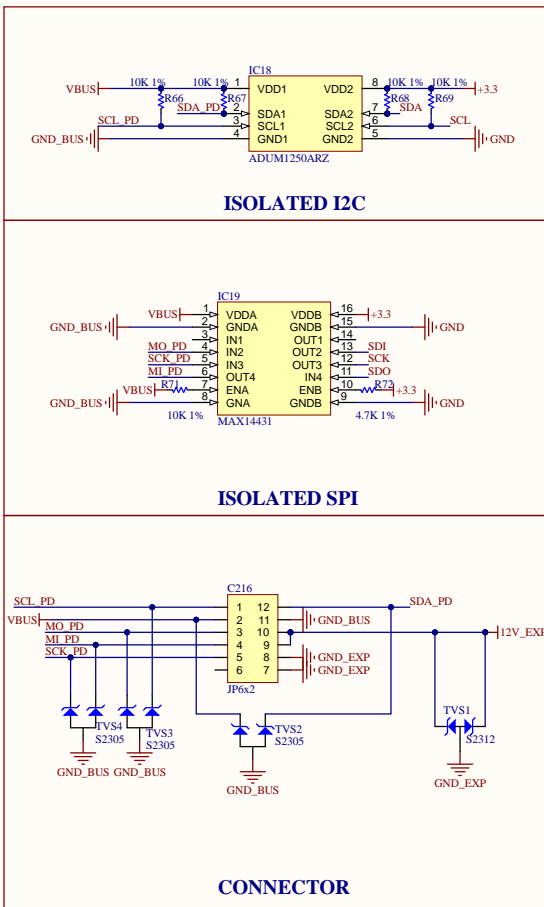 IC18
10K 1% 10K 1% 10K 1% 10K 1%
VBUS 1 VDD1 VDD2 8 +3.3
R66 R67 R68 R69
SDA_PD 2 SDA1 SDA2 7 SDA
SCL_PD 3 SCL1 SCL2 6 SCL
GND_BUS 4 GND1 GND2 5 GND
ADUM1250ARZ
ISOLATED I2C
IC19
VBUS 1 VDDA VDDB 16 +3.3
GND_BUS 2 GNDA GNDB 15 GND
3 IN1 OUT1 14
MO_PD 4 IN2 OUT2 13 SDI
SCK_PD 5 IN3 OUT3 12 SCK
MI_PD 6 OUT4 IN4 11 SDO
VBUS R71 7 ENA ENB 10 R72 +3.3
GND_BUS 8 GNA GNDB 9 GND
10K 1% 4.7K 1%
MAX14431
ISOLATED SPI
C216
SCL_PD 1 12 SDA_PD
VBUS 2 11 GND_BUS
MO_PD 3 10 12V_EXP
MI_PD 4 9
SCK_PD 5 8 GND_EXP
6 7 GND_EXP
JP6x2
TVS4 S2305
TVS3 S2305
TVS2 S2305
TVS1 S2312
GND_BUS GND_BUS
GND_BUS
GND_EXP
CONNECTOR